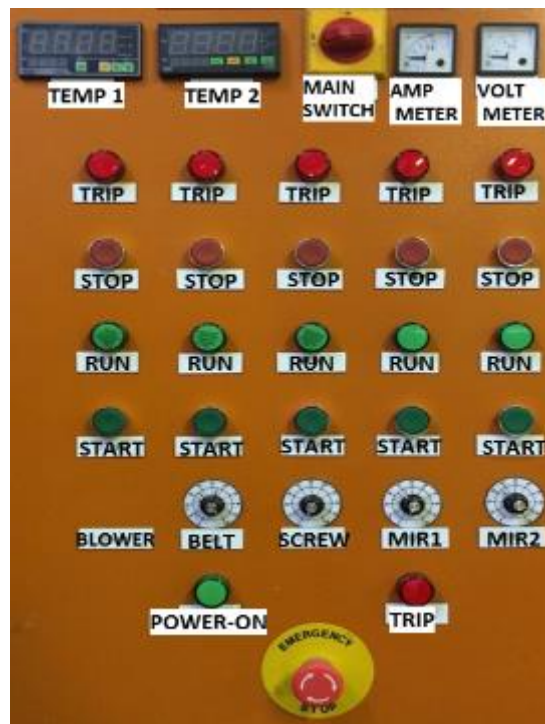 TEMP 1
TEMP 2
MAIN
SWITCH
AMP
METER
VOLT
METER
TRIP TRIP TRIP TRIP TRIP
STOP STOP STOP STOP STOP
RUN RUN RUN RUN RUN
START START START START START
BLOWER BELT SCREW MIR1 MIR2
POWER-ON TRIP
EMERGENCY
STOP